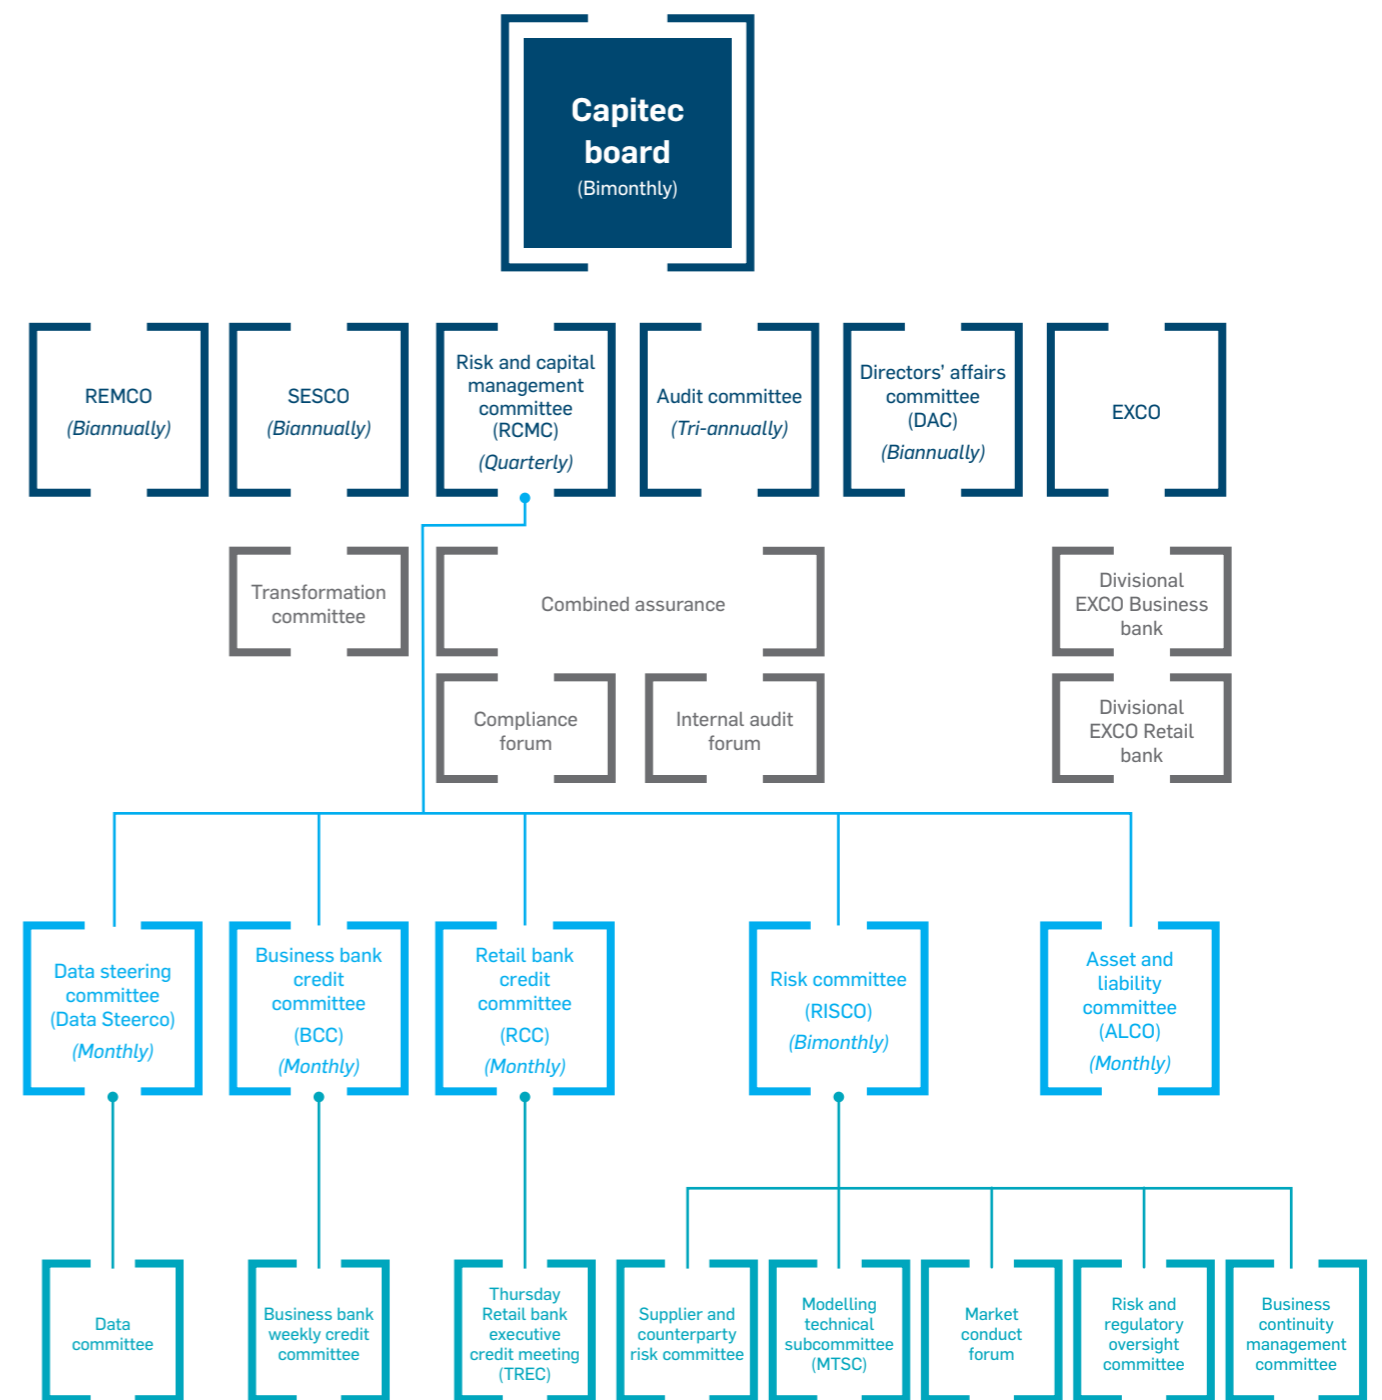 Capitec
board
(Bimonthly)
REMCO
(Biannually)
SESCO
(Biannually)
Risk and capital
management
committee
(RCMC)
(Quarterly)
Audit committee
(Tri-annually)
Directors’ affairs
committee
(DAC)
(Biannually)
EXCO
Transformation
committee
Combined assurance
Divisional
EXCO Business
bank
Compliance
forum
Internal audit
forum
Divisional
EXCO Retail
bank
Data steering
committee
(Data Steerco)
(Monthly)
Business bank
credit
committee
(BCC)
(Monthly)
Retail bank
credit
committee
(RCC)
(Monthly)
Risk committee
(RISCO)
(Bimonthly)
Asset and
liability
committee
(ALCO)
(Monthly)
Data
committee
Business bank
weekly credit
committee
Thursday
Retail bank
executive
credit meeting
(TREC)
Supplier and
counterparty
risk committee
Modelling
technical
subcommittee
(MTSC)
Market
conduct
forum
Risk and
regulatory
oversight
committee
Business
continuity
management
committee